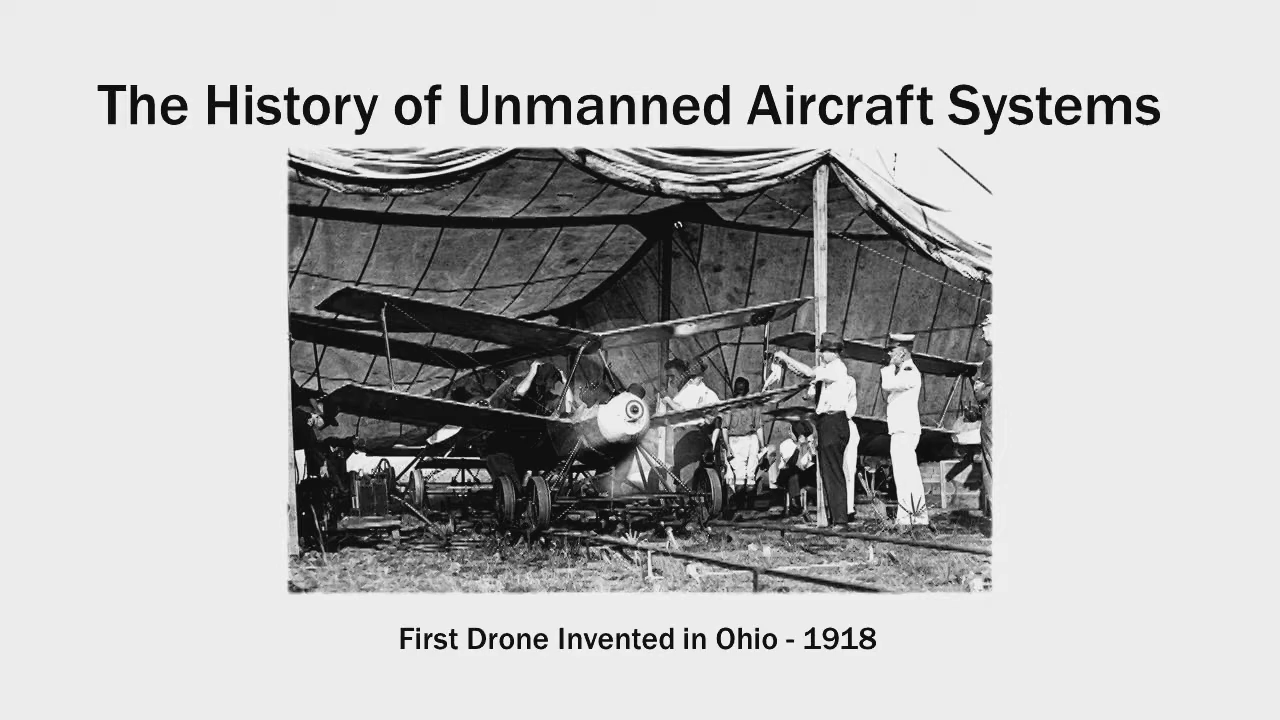 The History of Unmanned Aircraft Systems
First Drone Invented in Ohio - 1918